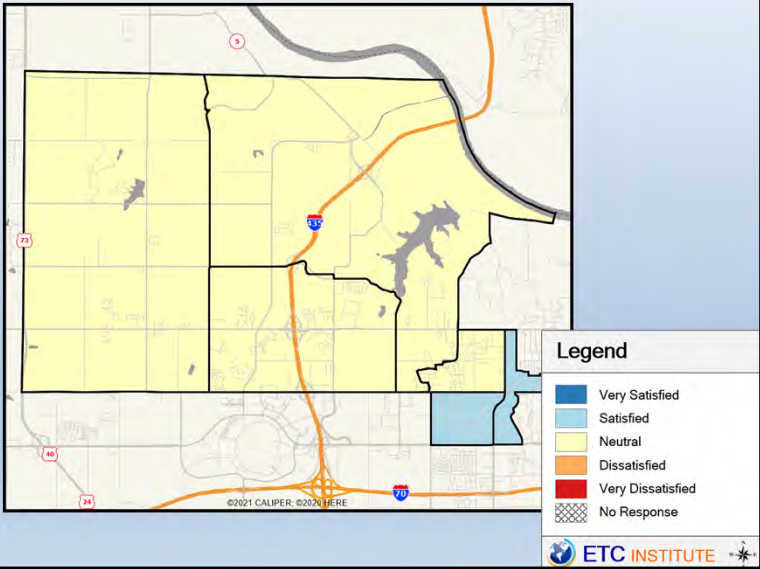 5
73
435
Legend
Very Satisfied
Satisfied
Neutral
Dissatisfied
Very Dissatisfied
No Response
40
24
70
©2021 CALIPER; ©2020 HERE
ETC INSTITUTE
N
W E
S